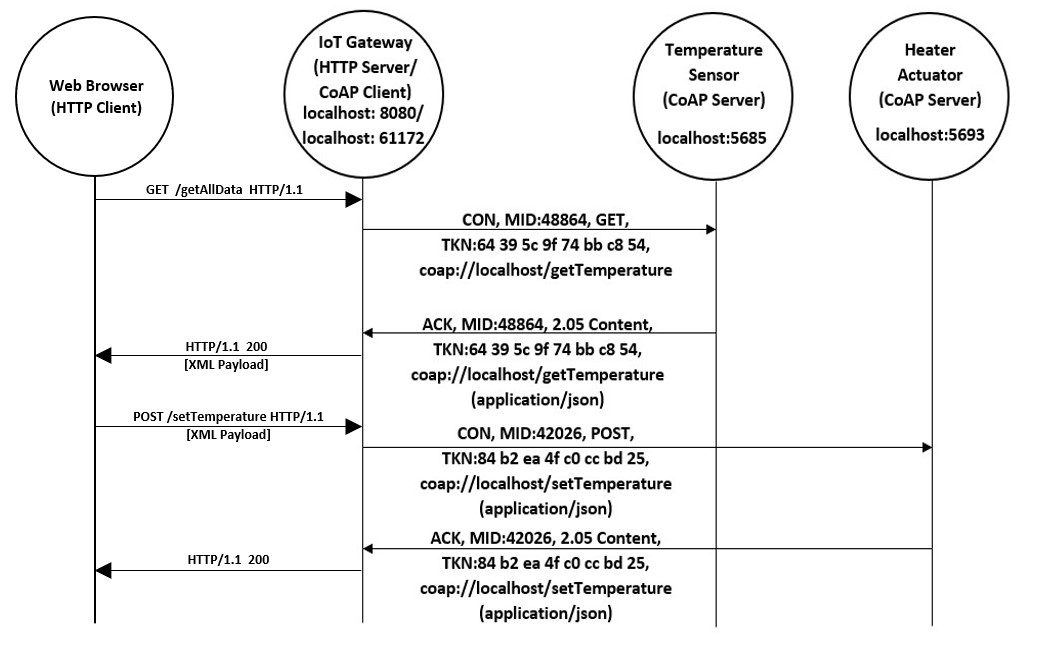 Web Browser
(HTTP Client)
IoT Gateway
(HTTP Server/
CoAP Client)
localhost: 8080/
localhost: 61172
Temperature
Sensor
(CoAP Server)
localhost:5685
Heater
Actuator
(CoAP Server)
localhost:5693
GET /getAllData HTTP/1.1
CON, MID:48864, GET,
TKN:64 39 5c 9f 74 bb c8 54,
coap://localhost/getTemperature
ACK, MID:48864, 2.05 Content,
TKN:64 39 5c 9f 74 bb c8 54,
coap://localhost/getTemperature
(application/json)
HTTP/1.1 200
[XML Payload]
POST /setTemperature HTTP/1.1
[XML Payload]
CON, MID:42026, POST,
TKN:84 b2 ea 4f c0 cc bd 25,
coap://localhost/setTemperature
(application/json)
ACK, MID:42026, 2.05 Content,
TKN:84 b2 ea 4f c0 cc bd 25,
coap://localhost/setTemperature
(application/json)
HTTP/1.1 200